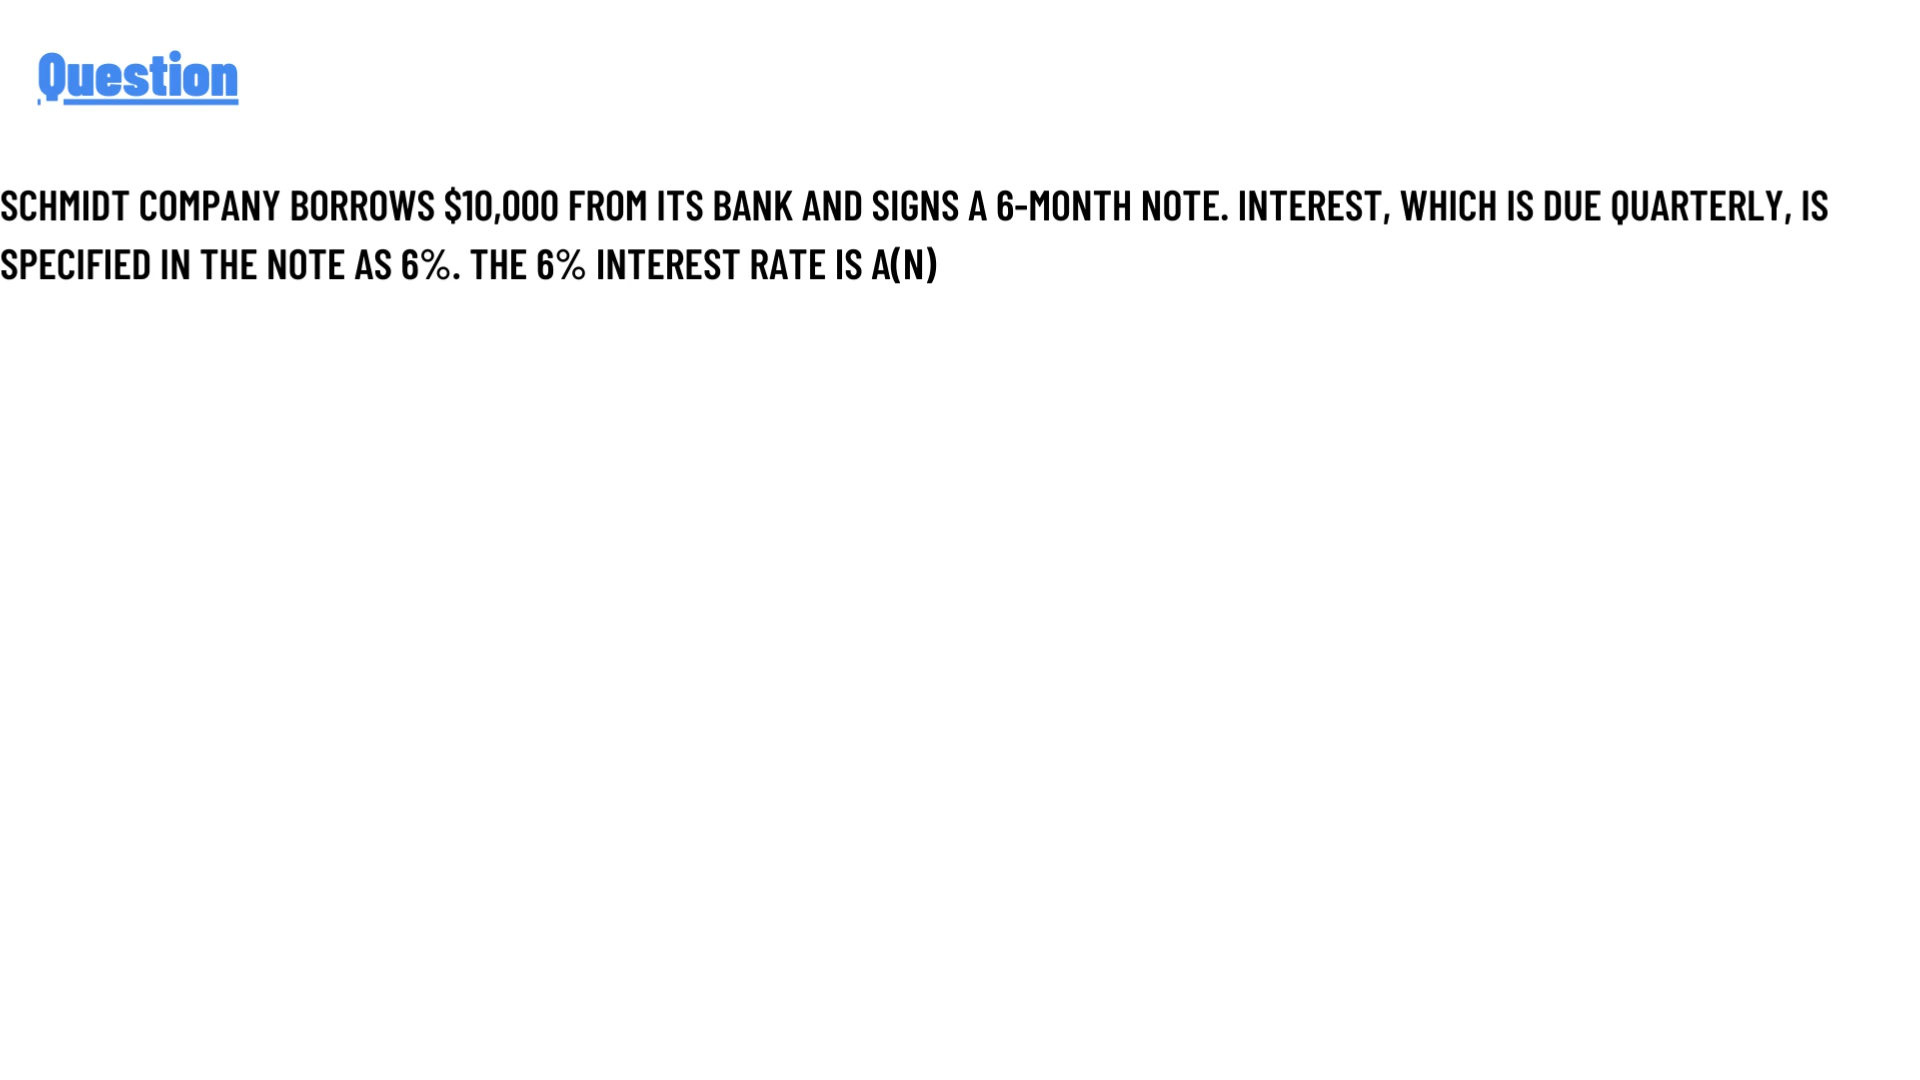 Question
SCHMIDT COMPANY BORROWS $10,000 FROM ITS BANK AND SIGNS A 6-MONTH NOTE. INTEREST, WHICH IS DUE QUARTERLY, IS
SPECIFIED IN THE NOTE AS 6%. THE 6% INTEREST RATE IS A(N)